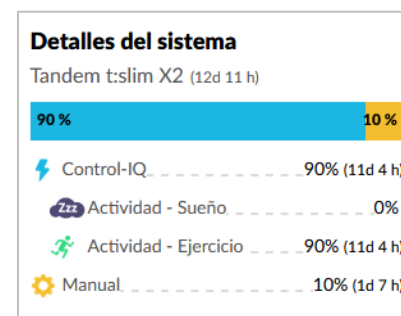 Detalles del sistema
Tandem t:slim X2 (12d 11 h)
90 % 10 %
Control-IQ 90% (11d 4 h)
Zzz Actividad - Sueño 0%
Actividad - Ejercicio 90% (11d 4 h)
Manual 10% (1d 7 h)